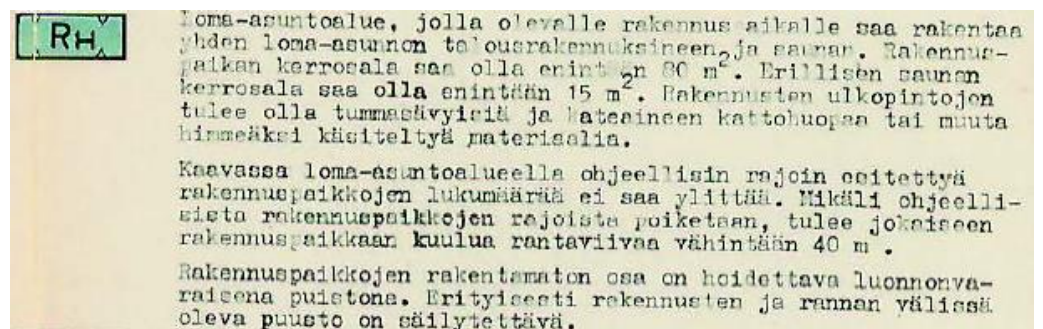 RH
Loma-asuntoalue, jolla olevalle rakennus aikalle saa rakentaa
yhden loma-asunnon talousrakennuksineen ja saunan. Rakennus-
paikan kerrosala saa olla enintään 80 m². Erillisen saunan
kerrosala saa olla enintään 15 m². Rakennusten ulkopintojen
tulee olla tummasävyisiä ja kateaineen kattohuopaa tai muuta
himmeäksi käsiteltyä materiaalia.
Kaavassa loma-asuntoalueella ohjeellisin rajoin esitettyä
rakennuspaikkojen lukumäärää ei saa ylittää. Mikäli ohjeelli-
sista rakennuspaikkojen rajoista poiketaan, tulee jokaiseen
rakennuspaikkaan kuulua rantaviivaa vähintään 40 m .
Rakennuspaikkojen rakentamaton osa on hoidettava luonnonva-
raisena puistona. Erityisesti rakennusten ja rannan välissä
oleva puusto on säilytettävä.